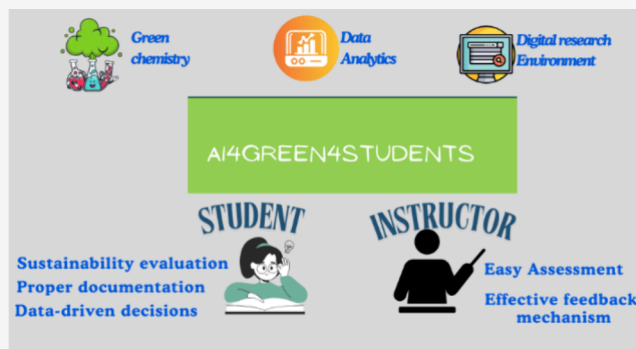 Green
chemistry
Data
Analytics
Digital research
Environment
AI4GREEN4STUDENTS
STUDENT
Sustainability evaluation
Proper documentation
Data-driven decisions
INSTRUCTOR
Easy Assessment
Effective feedback
mechanism